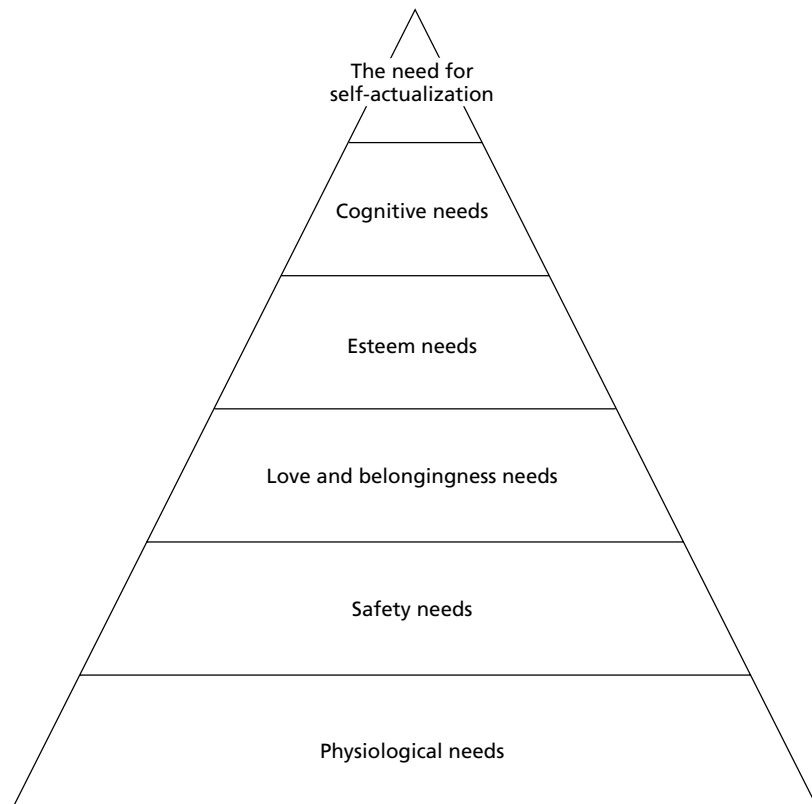 The need for
self-actualization
Cognitive needs
Esteem needs
Love and belongingness needs
Safety needs
Physiological needs